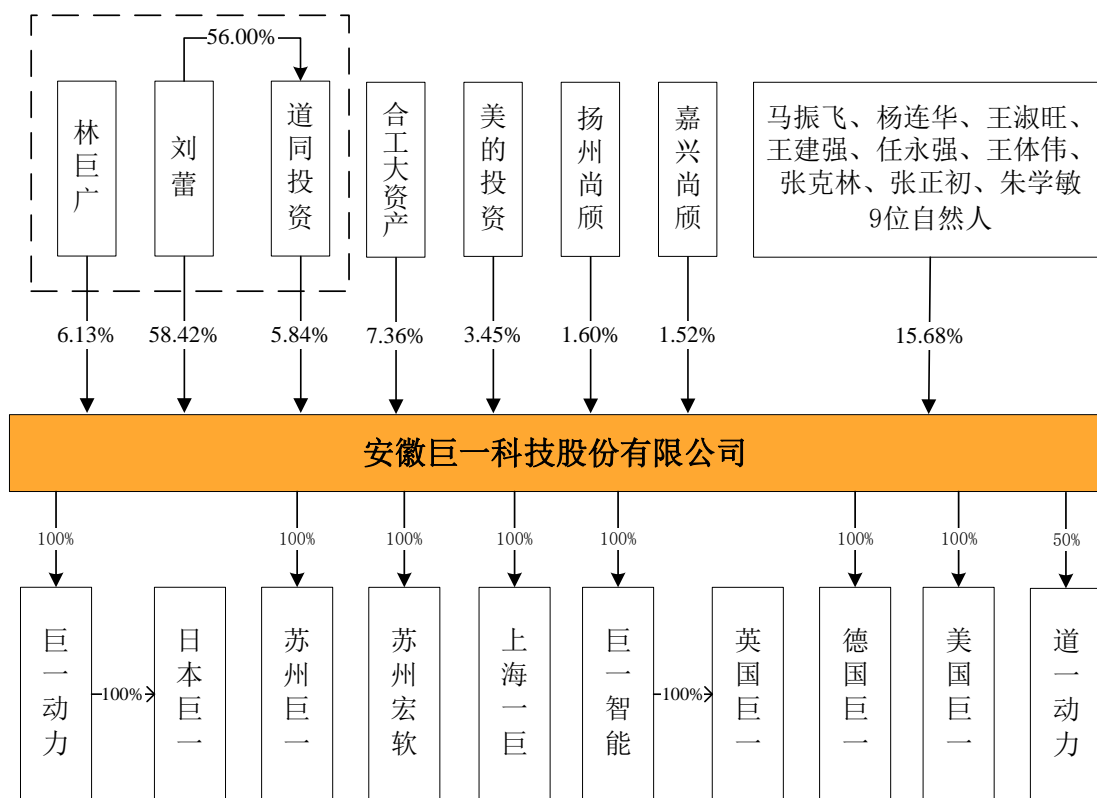 56.00%
林巨广
刘蕾
道同投资
合工大资产
美的投资
扬州尚颀
嘉兴尚颀
马振飞、杨连华、王淑旺、
王建强、任永强、王体伟、
张克林、张正初、朱学敏
9位自然人
6.13%
58.42%
5.84%
7.36%
3.45%
1.60%
1.52%
15.68%
安徽巨一科技股份有限公司
100%
100%
100%
100%
100%
100%
100%
50%
巨一动力
100%
日本巨一
苏州巨一
苏州宏软
上海一巨
巨一智能
100%
英国巨一
德国巨一
美国巨一
道一动力